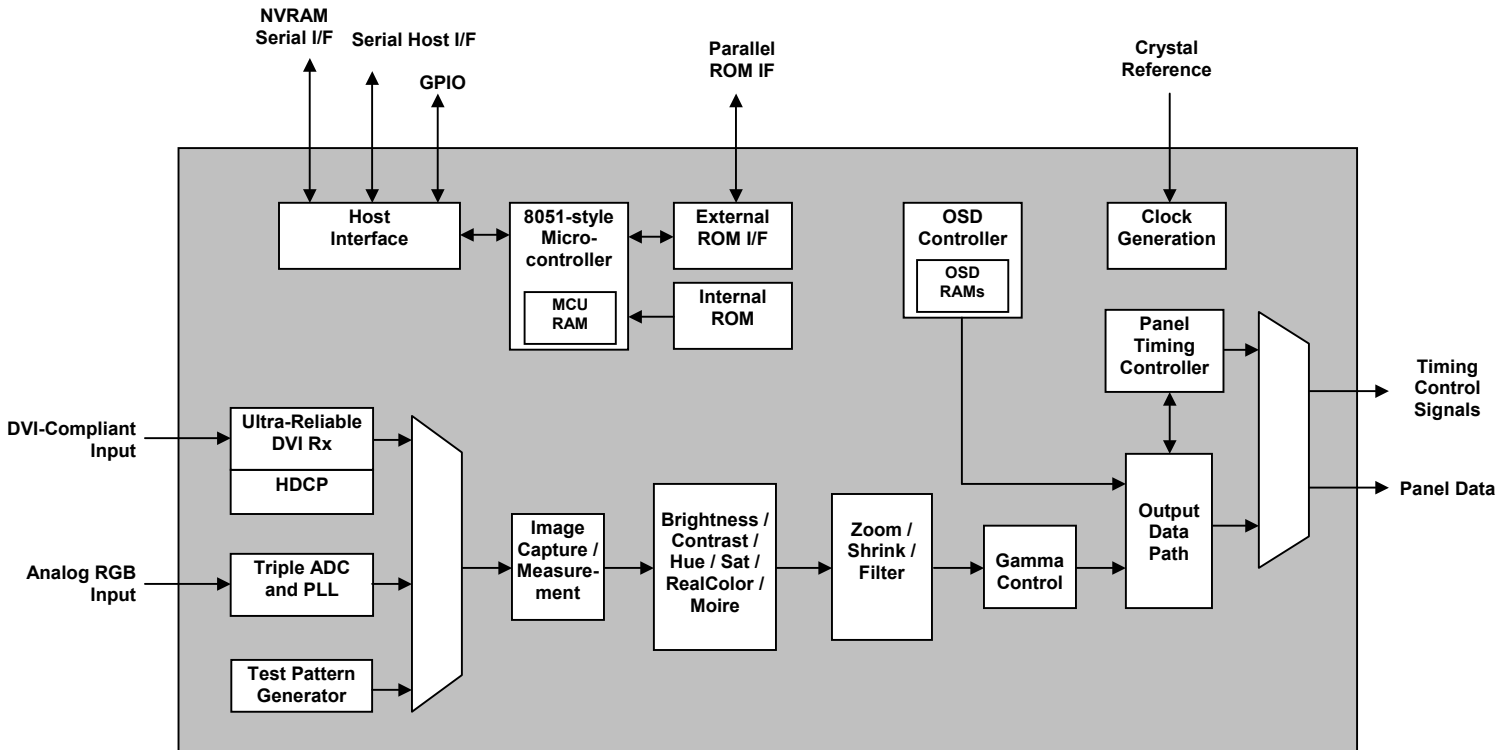 NVRAM
Serial I/F
Serial Host I/F
GPIO
Parallel
ROM IF
Crystal
Reference
Host
Interface
8051-style
Micro-
controller
MCU
RAM
External
ROM I/F
Internal
ROM
OSD
Controller
OSD
RAMs
Clock
Generation
Panel
Timing
Controller
Timing
Control
Signals
DVI-Compliant
Input
Ultra-Reliable
DVI Rx
HDCP
Analog RGB
Input
Triple ADC
and PLL
Test Pattern
Generator
Image
Capture /
Measure-
ment
Brightness /
Contrast /
Hue / Sat /
RealColor /
Moire
Zoom /
Shrink /
Filter
Gamma
Control
Output
Data
Path
Panel Data